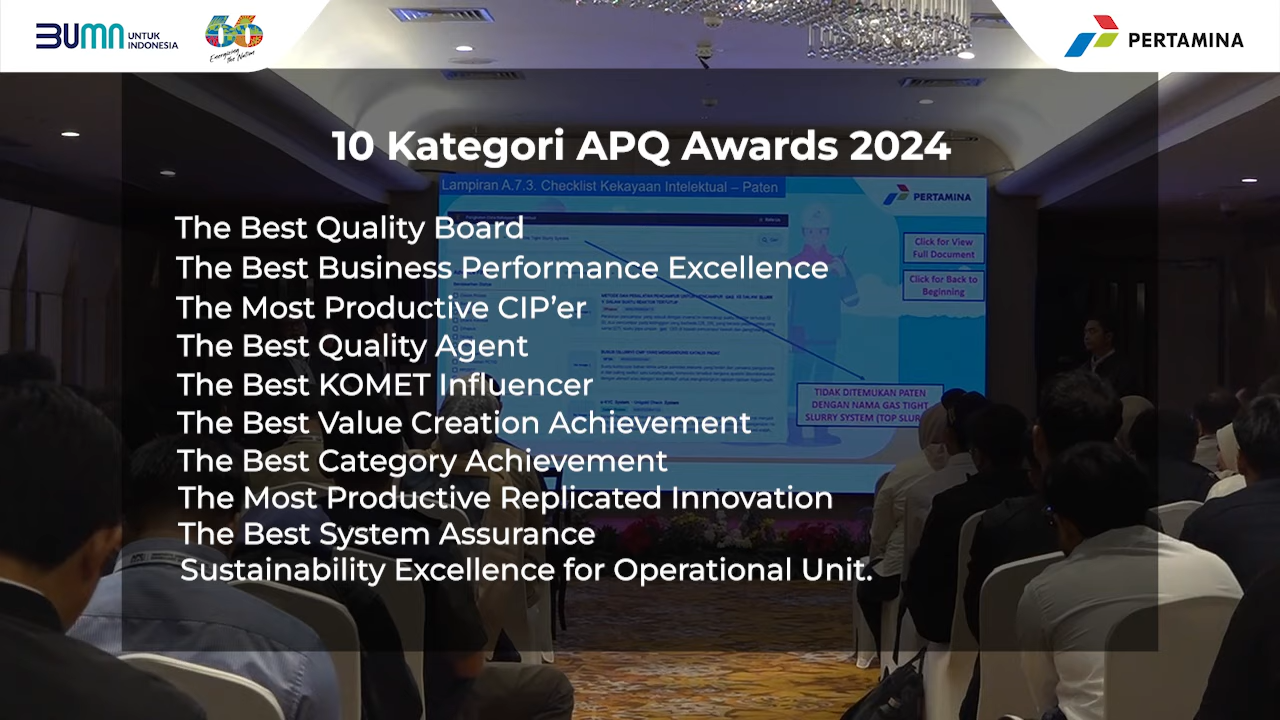 BUMN UNTUK
INDONESIA
66
Energizing
the Nation
PERTAMINA
10 Kategori APQ Awards 2024
Lampiran A.7.3. Checklist Kekayaan Intelektual – Paten
PERTAMINA
The Best Quality Board
The Best Business Performance Excellence
The Most Productive CIP’er
The Best Quality Agent
The Best KOMET Influencer
The Best Value Creation Achievement
The Best Category Achievement
The Most Productive Replicated Innovation
The Best System Assurance
Sustainability Excellence for Operational Unit.
Click for View
Full Document
Click for Back to
Beginning
TIDAK DITEMUKAN PATEN
DENGAN NAMA GAS TIGHT
SLURRY SYSTEM (TOP